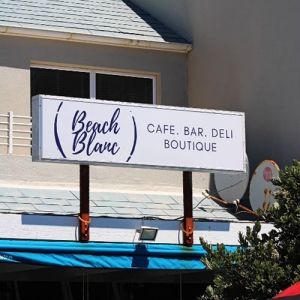 Beach
Blanc
CAFE. BAR. DELI
BOUTIQUE